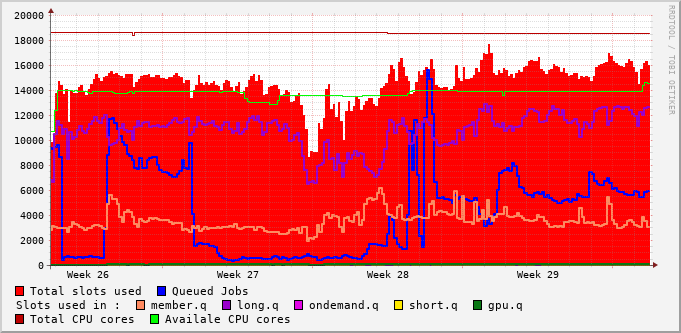 RRDTOOL / TOBI OETIKER
20000
18000
16000
14000
12000
10000
8000
6000
4000
2000
0
Week 26 Week 27 Week 28 Week 29
Total slots used Queued Jobs
Slots used in : member.q long.q ondemand.q short.q gpu.q
Total CPU cores Availale CPU cores